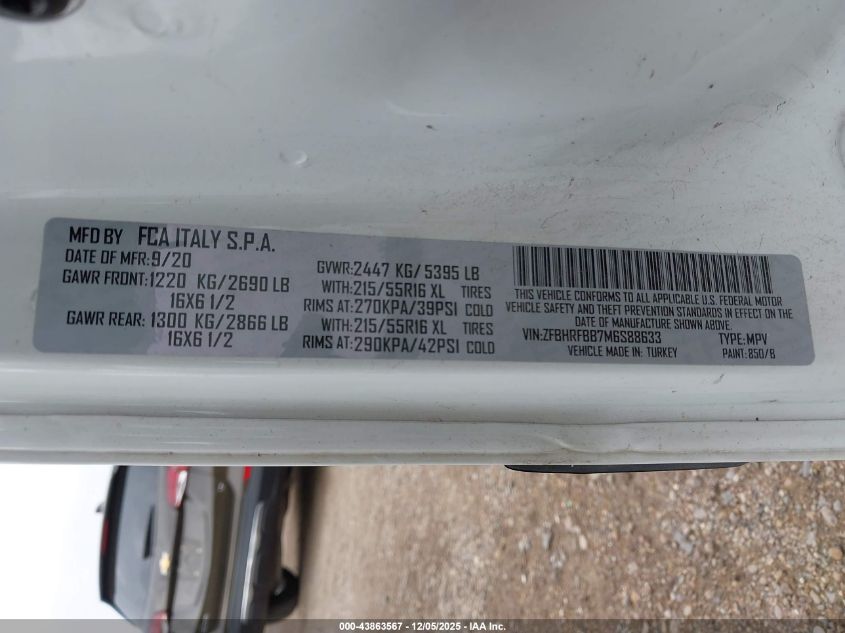 MFD BY FCA ITALY S.P.A.
DATE OF MFR:9/20
GAWR FRONT:1220 KG/2690 LB
16X6 1/2
GAWR REAR:1300 KG/2866 LB
16X6 1/2
GVWR:2447 KG/5395 LB
WITH:215/55R16 XL TIRES
RIMS AT:270KPA/39PSI COLD
WITH:215/55R16 XL TIRES
RIMS AT:290KPA/42PSI COLD
THIS VEHICLE CONFORMS TO ALL APPLICABLE U.S. FEDERAL MOTOR
VEHICLE SAFETY AND THEFT PREVENTION STANDARDS IN EFFECT ON
DATE OF MANUFACTURE SHOWN ABOVE.
VIN:ZFBHRFBB7M6S88633 TYPE:MPV
VEHICLE MADE IN: TURKEY PAINT: 850/B
000-43863567 - 12/05/2025 - IAA Inc.